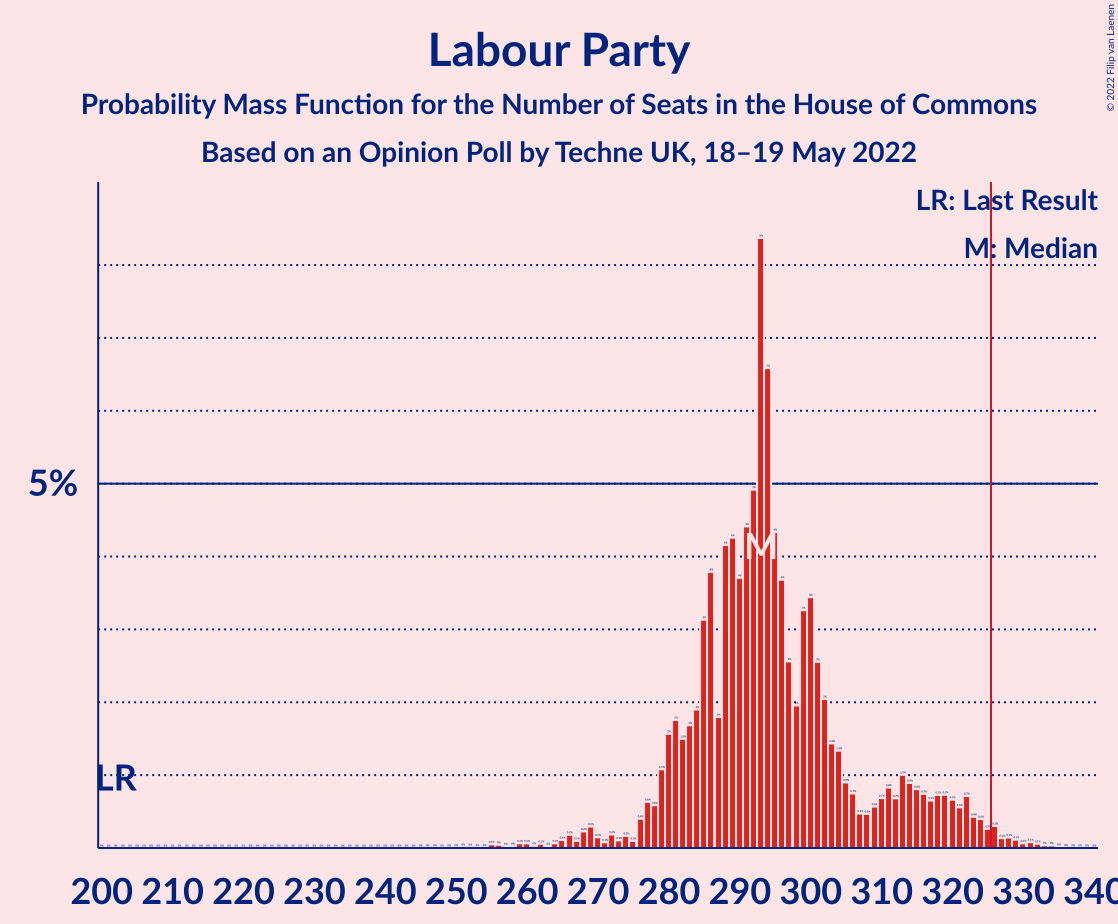 Labour Party
Probability Mass Function for the Number of Seats in the House of Commons
Based on an Opinion Poll by Techne UK, 18–19 May 2022
© 2022 Filip van Laenen
LR: Last Result
M: Median
5%
M
LR
200 210 220 230 240 250 260 270 280 290 300 310 320 330 340